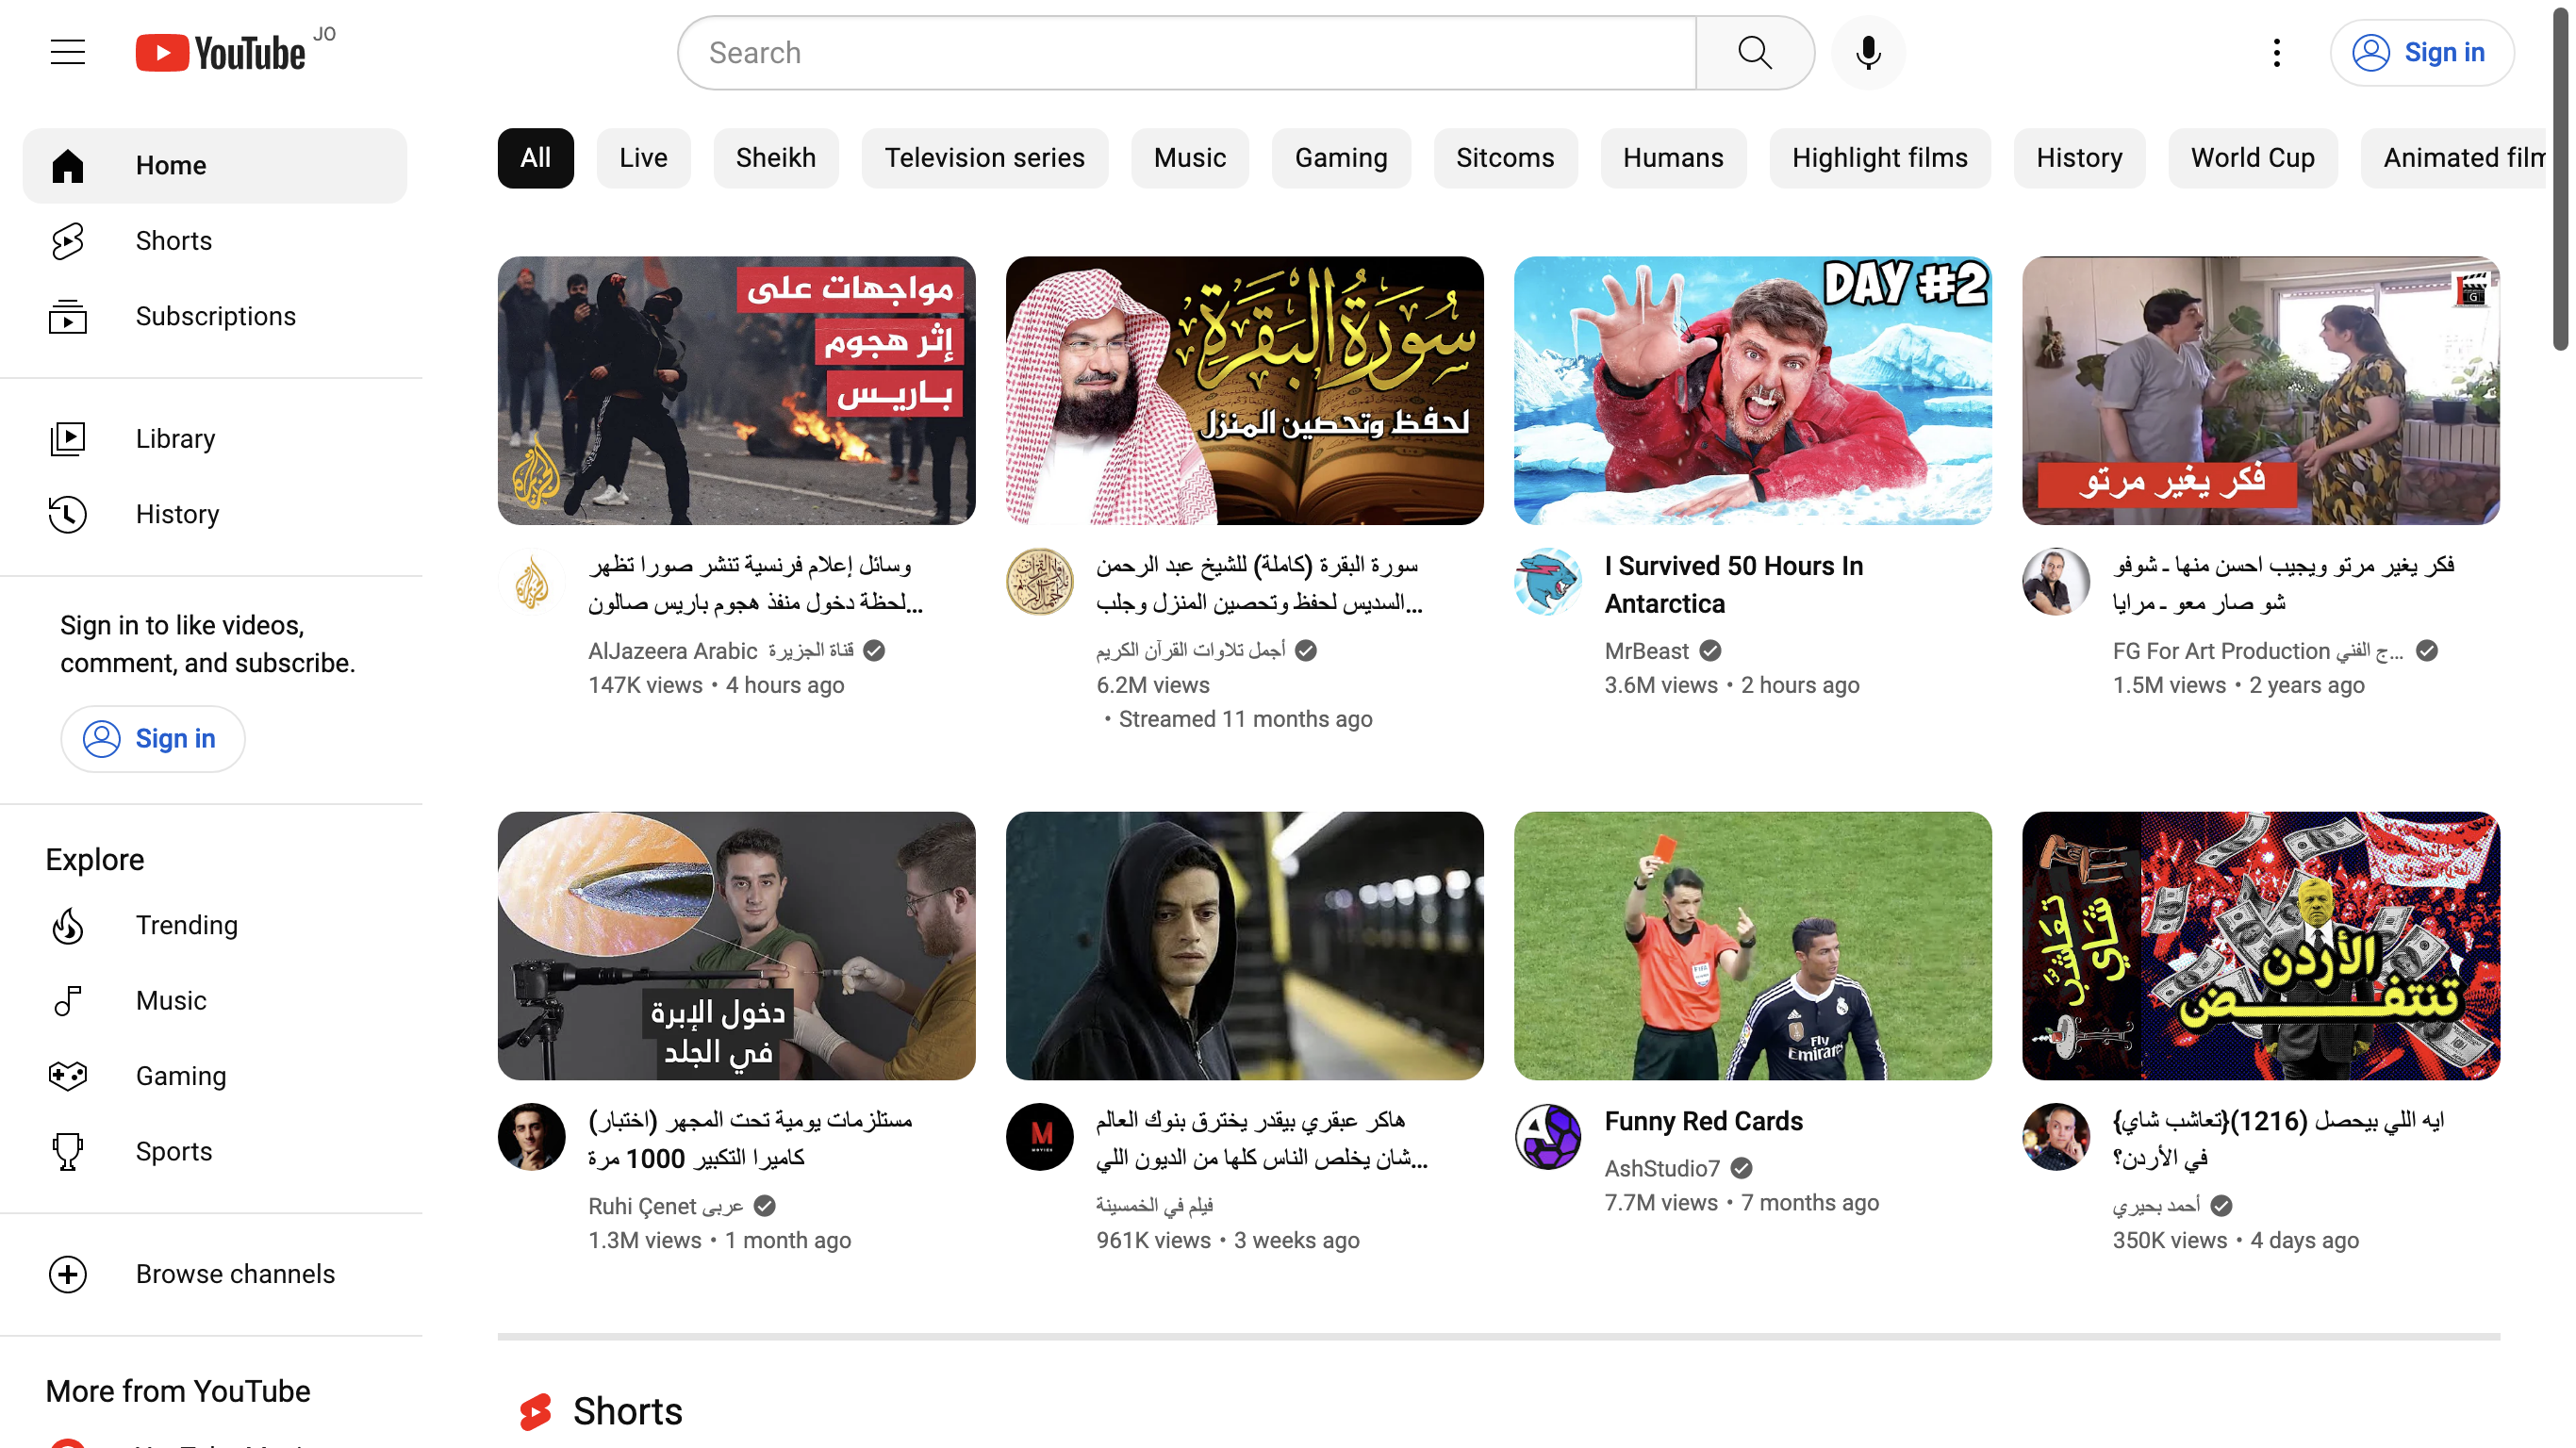 YouTube JO
Search
Sign in
Home
Shorts
Subscriptions
Library
History
Sign in to like videos,
comment, and subscribe.
Sign in
Explore
Trending
Music
Gaming
Sports
Browse channels
More from YouTube
All
Live
Sheikh
Television series
Music
Gaming
Sitcoms
Humans
Highlight films
History
World Cup
Animated film
مواجهات على
إثر هجوم
باريس
وسائل إعلام فرنسية تنشر صورا تظهر
لحظة دخول منفذ هجوم باريس صالون...
AlJazeera Arabic قناة الجزيرة
147K views • 4 hours ago
سُورَةُ البَقَرَةِ
لحفظ وتحصين المنزل
سورة البقرة (كاملة) للشيخ عبد الرحمن
السديس لحفظ وتحصين المنزل وجلب...
أجمل تلاوات القرآن الكريم
6.2M views
• Streamed 11 months ago
DAY #2
I Survived 50 Hours In
Antarctica
MrBeast
3.6M views • 2 hours ago
فكر يغير مرتو
فكر يغير مرتو ويجيب احسن منها ـ شوفو
شو صار معو ـ مرايا
FG For Art Production ج الفني...
1.5M views • 2 years ago
دخول الإبرة
في الجلد
مستلزمات يومية تحت المجهر (اختبار)
كاميرا التكبير 1000 مرة
Ruhi Çenet عربى
1.3M views • 1 month ago
هاكر عبقري بيقدر يخترق بنوك العالم
شان يخلص الناس كلها من الديون اللي...
فيلم في الخمسينة
961K views • 3 weeks ago
Fly
Emirates
Funny Red Cards
AshStudio7
7.7M views • 7 months ago
تعاشب
شاي
الأردن
تنتفض
ايه اللي بيحصل (1216){تعاشب شاي}
في الأردن؟
أحمد بحيري
350K views • 4 days ago
Shorts